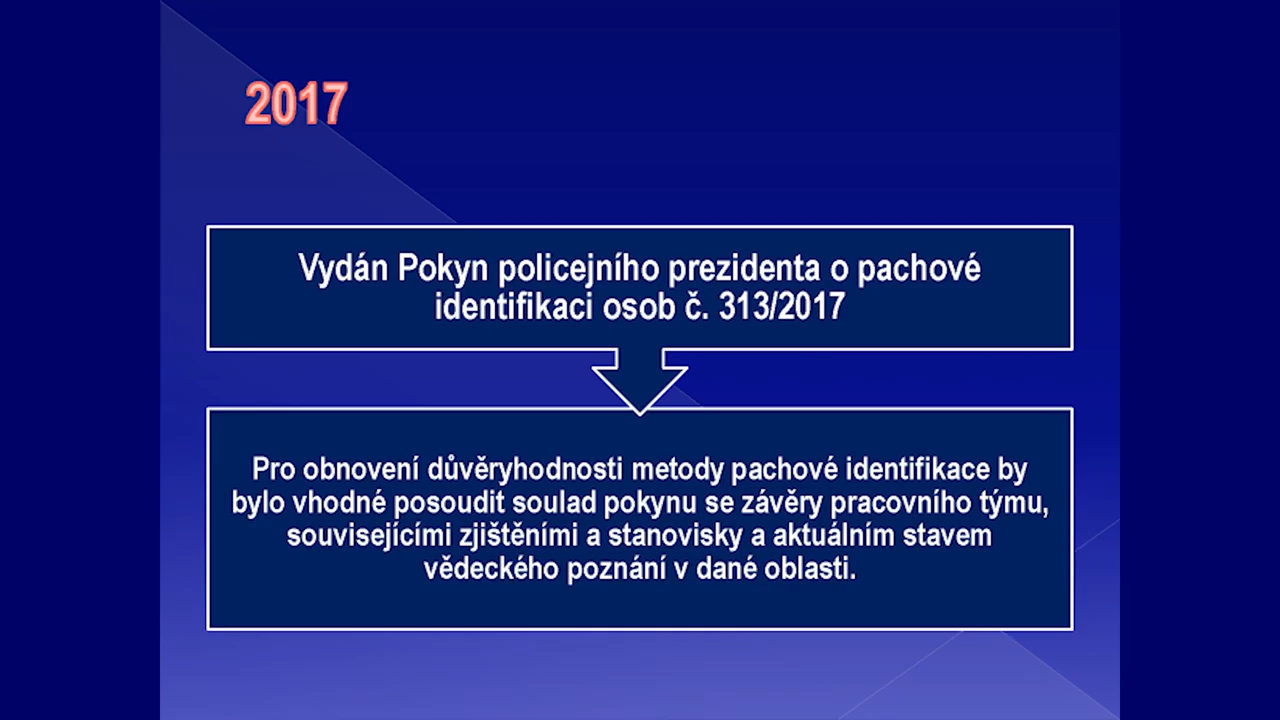 2017
Vydán Pokyn policejního prezidenta o pachové
identifikaci osob č. 313/2017
Pro obnovení důvěryhodnosti metody pachové identifikace by
bylo vhodné posoudit soulad pokynu se závěry pracovního týmu,
souvisejícími zjištěními a stanovisky a aktuálním stavem
vědeckého poznání v dané oblasti.